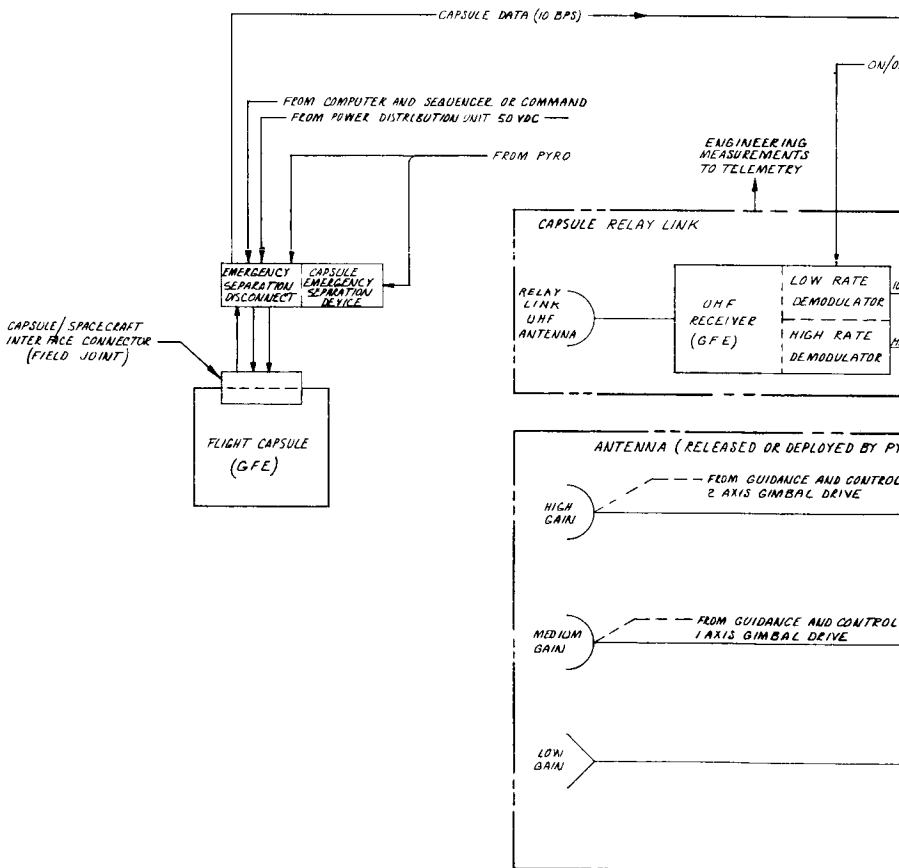 CAPSULE DATA (10 BPS)
ON/O
FROM COMPUTER AND SEQUENCER OR COMMAND
FROM POWER DISTRIBUTION UNIT 50 VDC
FROM PYRO
ENGINEERING
MEASUREMENTS
TO TELEMETRY
CAPSULE RELAY LINK
EMERGENCY
SEPARATION
DISCONNECT
CAPSULE
EMERGENCY
SEPARATION
DEVICE
RELAY
LINK
UHF
ANTENNA
UHF
RECEIVER
(GFE)
LOW RATE
DEMODULATOR
HIGH RATE
DEMODULATOR
10
CAPSULE/SPACECRAFT
INTERFACE CONNECTOR
(FIELD JOINT)
FLIGHT CAPSULE
(GFE)
ANTENNA (RELEASED OR DEPLOYED BY PY
HIGH
GAIN
FROM GUIDANCE AND CONTROL
2 AXIS GIMBAL DRIVE
MEDIUM
GAIN
FROM GUIDANCE AND CONTROL
1 AXIS GIMBAL DRIVE
LOW
GAIN